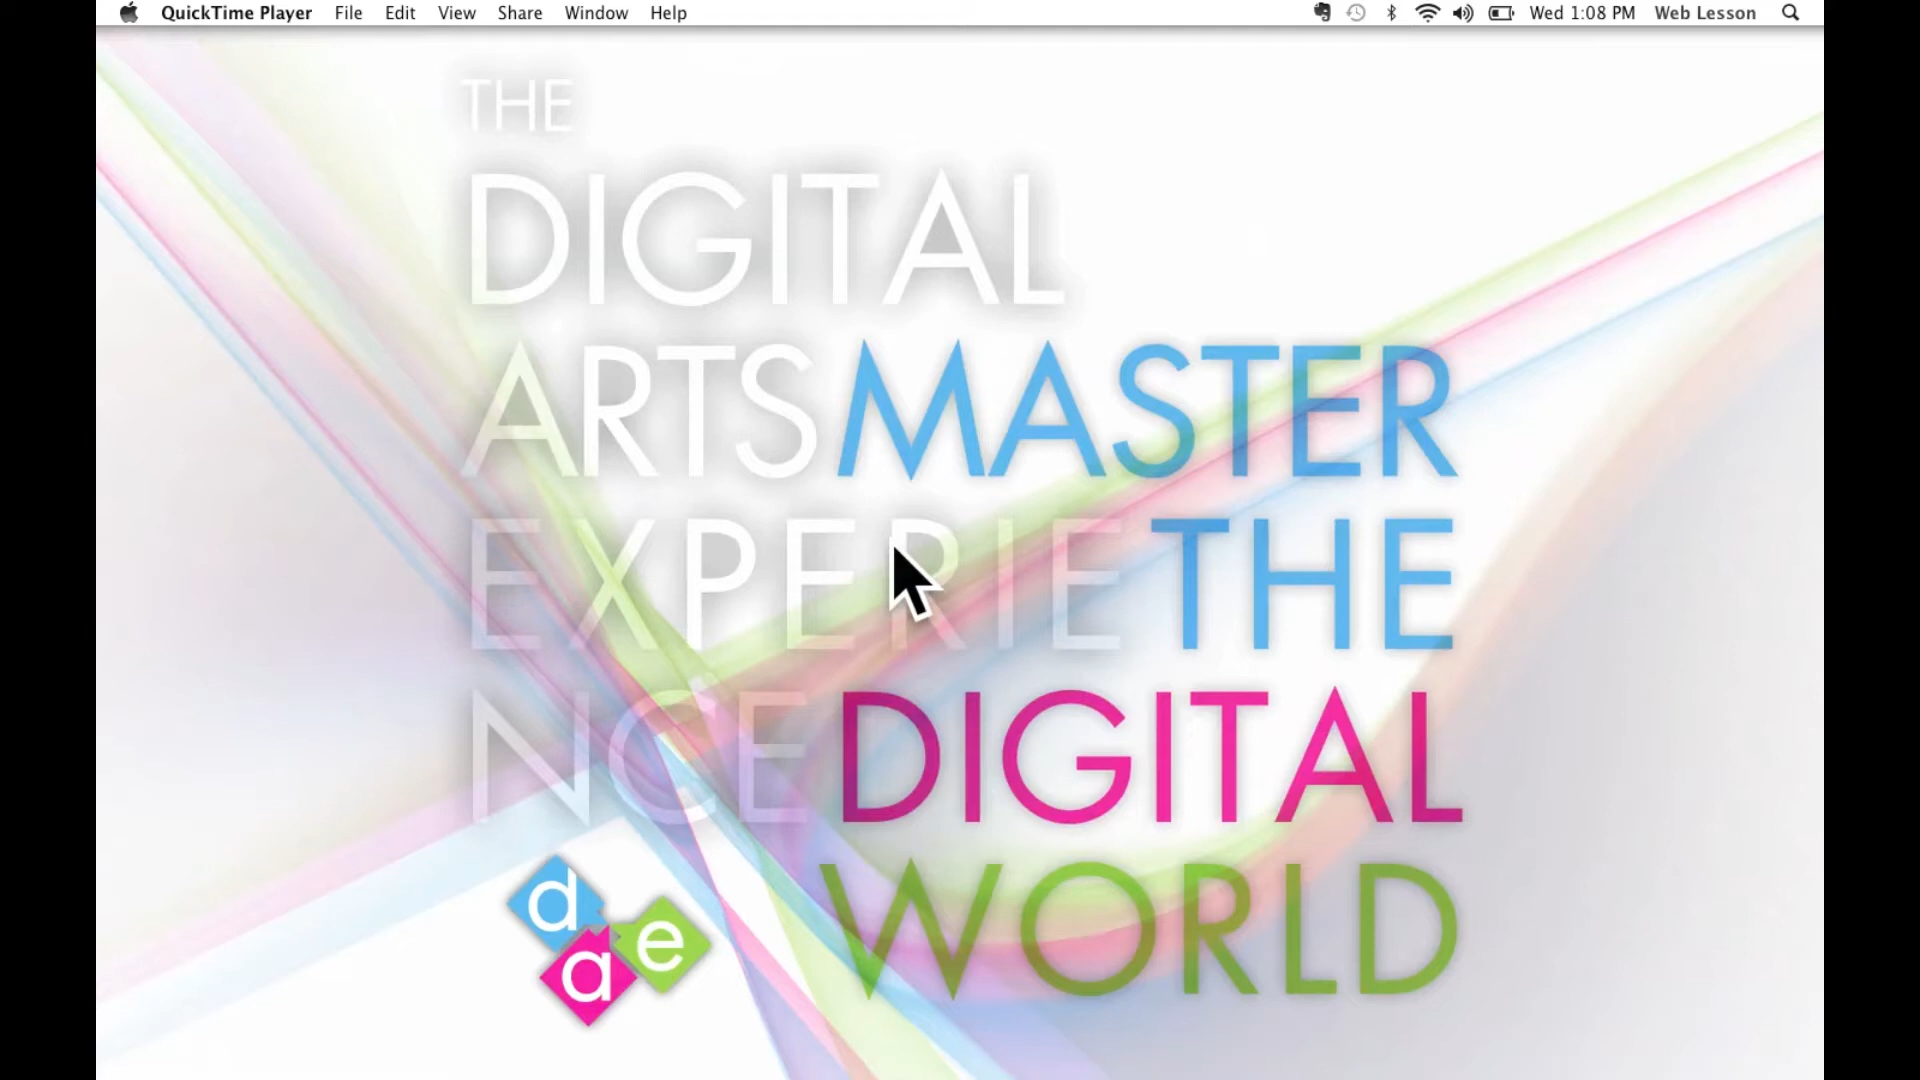 QuickTime Player File Edit View Share Window Help Wed 1:08 PM Web Lesson
THE
DIGITAL
ARTS MASTER
EXPERIE THE
NCE DIGITAL
WORLD
d
a e